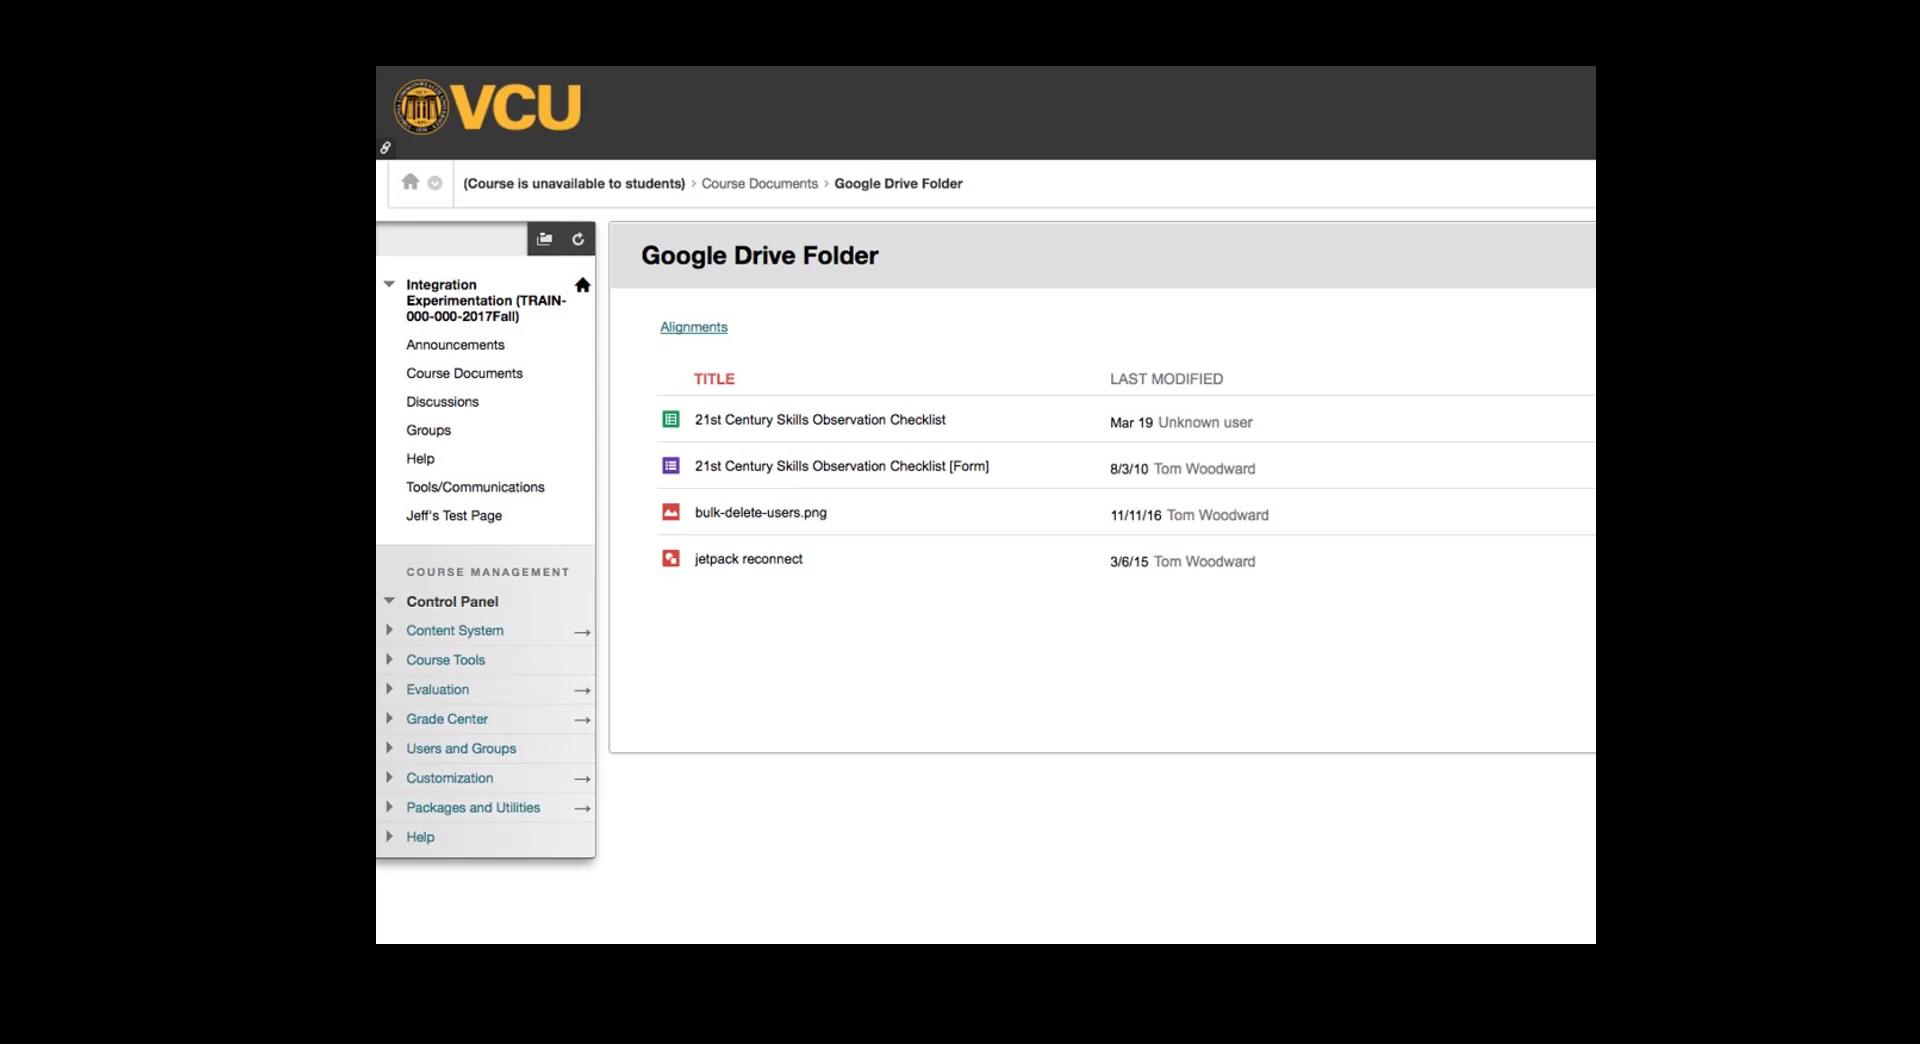 VCU
(Course is unavailable to students) > Course Documents > Google Drive Folder
Integration
Experimentation (TRAIN-
000-000-2017Fall)
Announcements
Course Documents
Discussions
Groups
Help
Tools/Communications
Jeff's Test Page
COURSE MANAGEMENT
Control Panel
Content System
Course Tools
Evaluation
Grade Center
Users and Groups
Customization
Packages and Utilities
Help
Google Drive Folder
Alignments
TITLE LAST MODIFIED
21st Century Skills Observation Checklist Mar 19 Unknown user
21st Century Skills Observation Checklist [Form] 8/3/10 Tom Woodward
bulk-delete-users.png 11/11/16 Tom Woodward
jetpack reconnect 3/6/15 Tom Woodward